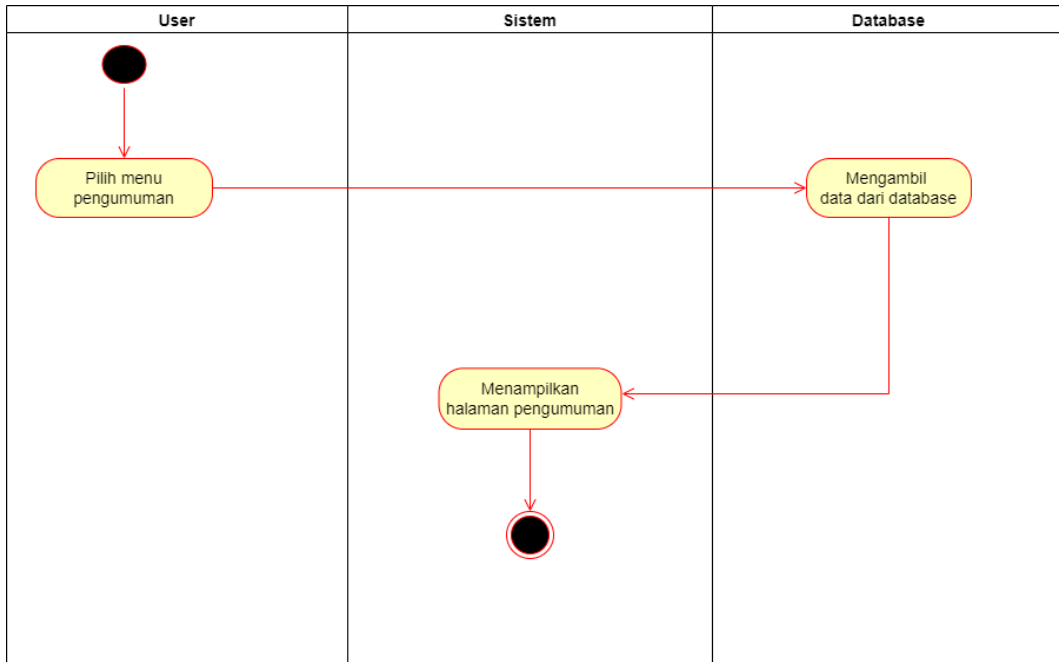 User
Sistem
Database
Pilih menu
pengumuman
Mengambil
data dari database
Menampilkan
halaman pengumuman